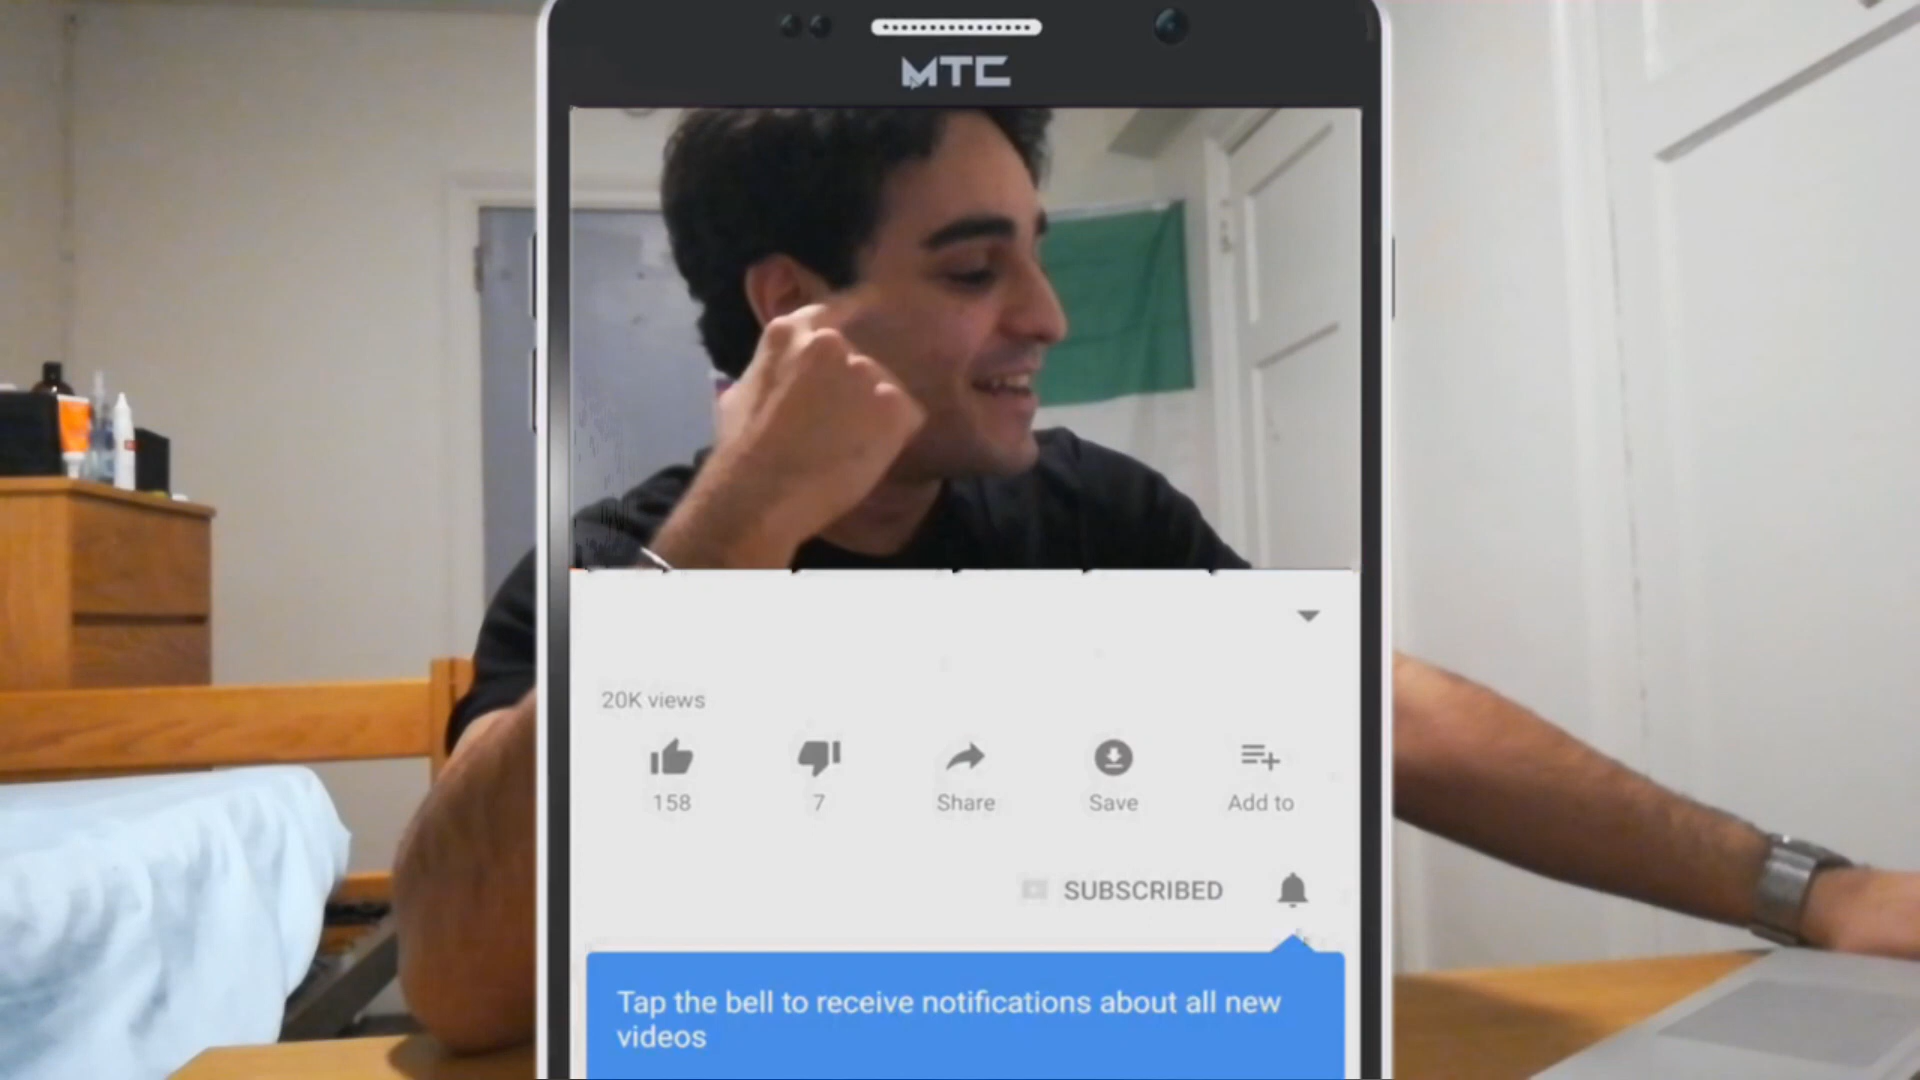 MTC
20K views
158
7
Share
Save
Add to
SUBSCRIBED
Tap the bell to receive notifications about all new
videos